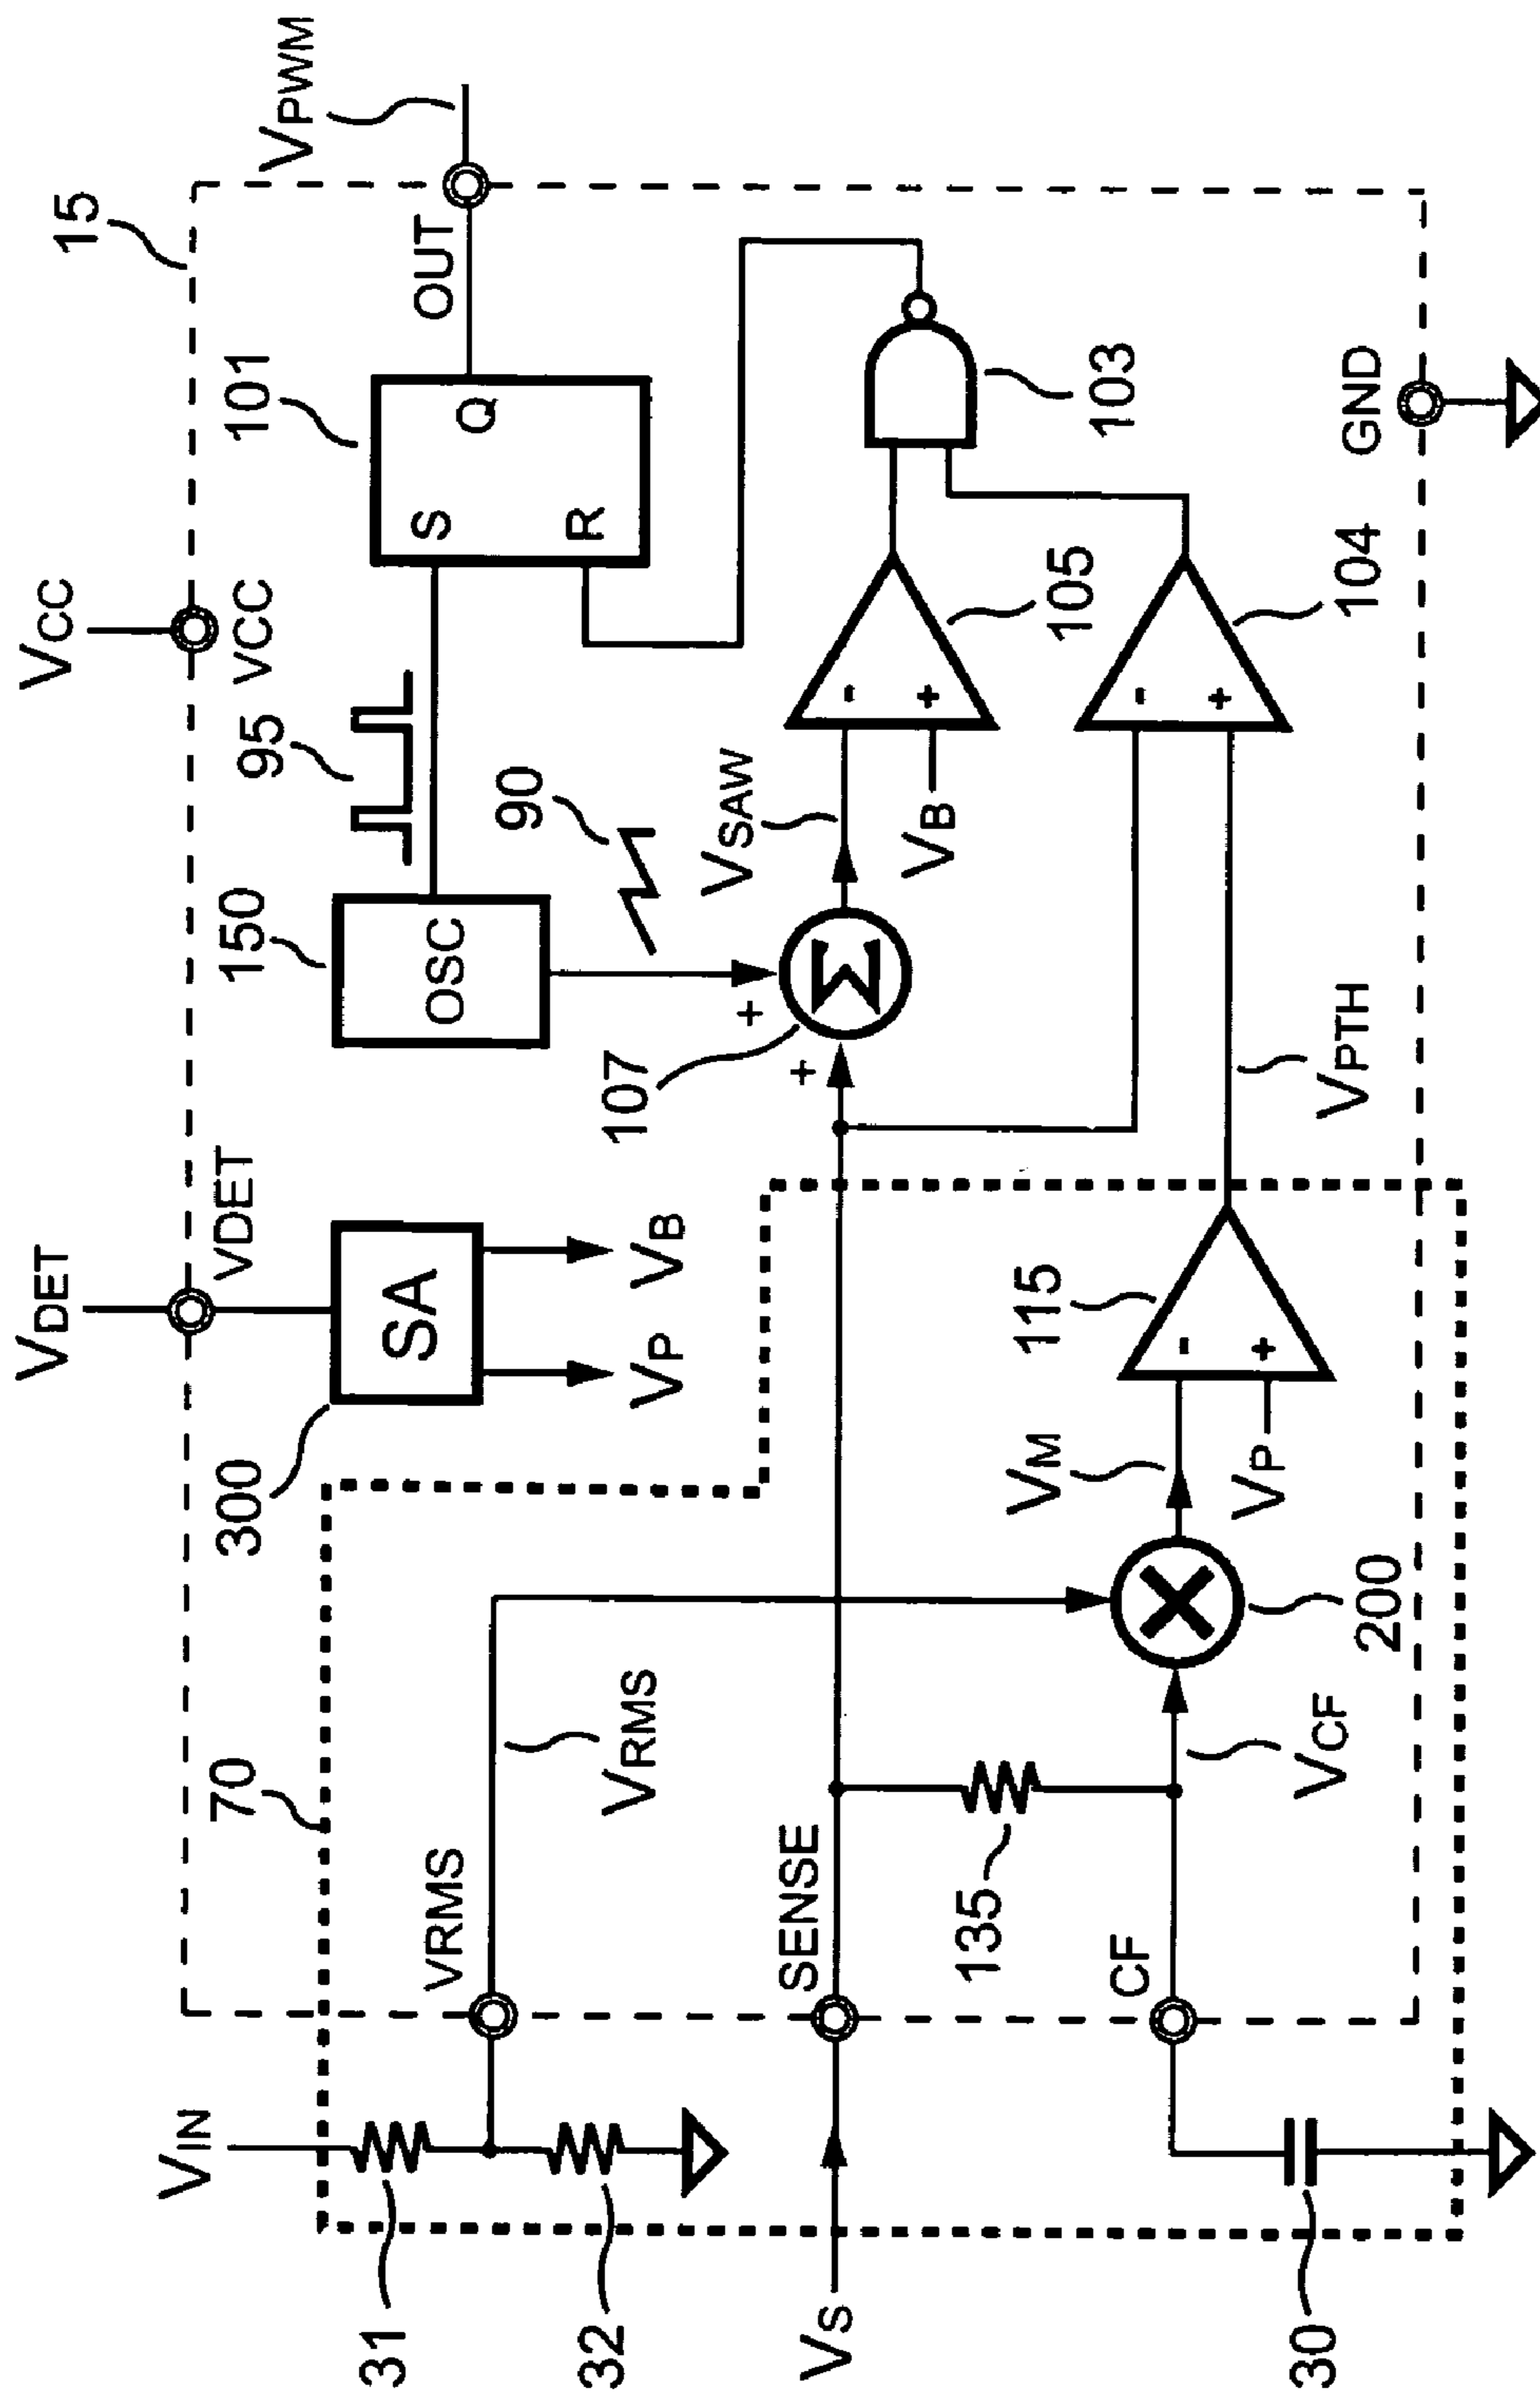 VCC
VDET
15
VPWM
VCC
VDET
300
SA
VP
VB
150
OSC
95
101
S
Q
R
OUT
70
VIN
31
32
VRMS
VRMS
90
107
+
+
Σ
VSAW
VB
-
+
105
103
VS
SENSE
135
CF
VCF
30
200
VM
VP
-
+
115
VPTH
-
+
104
GND